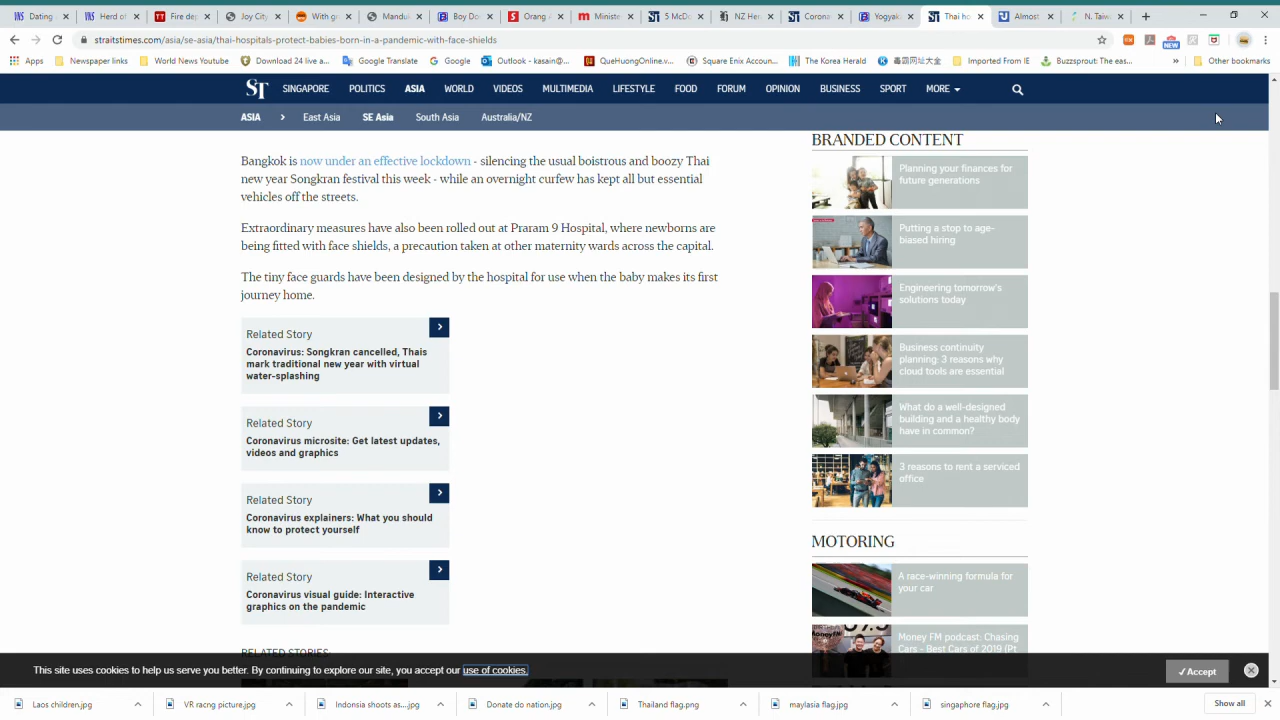 Dating
Herd of
Fire de
Joy City
With g
Manduk
Boy Do
Orang A
Ministe
5 McDo
NZ Her
Corona
Yogyak
Thai ho
Almost
N. Taiw
straitstimes.com/asia/se-asia/thai-hospitals-protect-babies-born-in-a-pandemic-with-face-shields
Apps
Newspaper links
World News Youtube
Download 24 live a...
Google Translate
Google
Outlook - kasain@...
QueHuongOnline.v...
Square Enix Accoun...
The Korea Herald
毒霸网址大全
Imported From IE
Buzzsprout: The eas...
»
Other bookmarks
NEW
ST
SINGAPORE
POLITICS
ASIA
WORLD
VIDEOS
MULTIMEDIA
LIFESTYLE
FOOD
FORUM
OPINION
BUSINESS
SPORT
MORE
ASIA
East Asia
SE Asia
South Asia
Australia/NZ
Bangkok is now under an effective lockdown - silencing the usual boistrous and boozy Thai
new year Songkran festival this week - while an overnight curfew has kept all but essential
vehicles off the streets.
Extraordinary measures have also been rolled out at Praram 9 Hospital, where newborns are
being fitted with face shields, a precaution taken at other maternity wards across the capital.
The tiny face guards have been designed by the hospital for use when the baby makes its first
journey home.
Related Story
Coronavirus: Songkran cancelled, Thais
mark traditional new year with virtual
water-splashing
Related Story
Coronavirus microsite: Get latest updates,
videos and graphics
Related Story
Coronavirus explainers: What you should
know to protect yourself
Related Story
Coronavirus visual guide: Interactive
graphics on the pandemic
RELATED STORIES:
BRANDED CONTENT
Planning your finances for
future generations
Putting a stop to age-
biased hiring
Engineering tomorrow's
solutions today
Business continuity
planning: 3 reasons why
cloud tools are essential
What do a well-designed
building and a healthy body
have in common?
3 reasons to rent a serviced
office
MOTORING
A race-winning formula for
your car
Money FM podcast: Chasing
Cars - Best Cars of 2019 (Pt
This site uses cookies to help us serve you better. By continuing to explore our site, you accept our use of cookies.
✓Accept
Laos children.jpg
VR racng picture.jpg
Indonsia shoots as....jpg
Donate do nation.jpg
Thailand flag.png
maylasia flag.jpg
singaphore flag.jpg
Show all